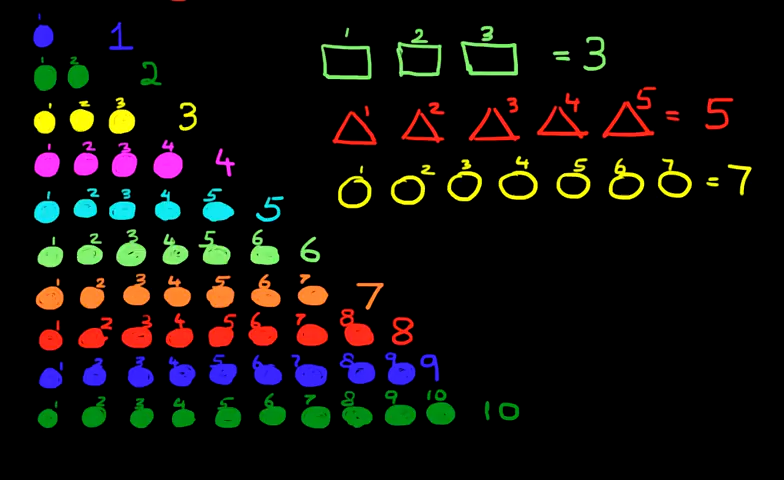 1 1
1 2 2
1 2 3 3
1 2 3 4 4
1 2 3 4 5 5
1 2 3 4 5 6 6
1 2 3 4 5 6 7 7
1 2 3 4 5 6 7 8 8
1 2 3 4 5 6 7 8 9 9
1 2 3 4 5 6 7 8 9 10 10
1 2 3 = 3
1 2 3 4 5 = 5
1 2 3 4 5 6 7 = 7